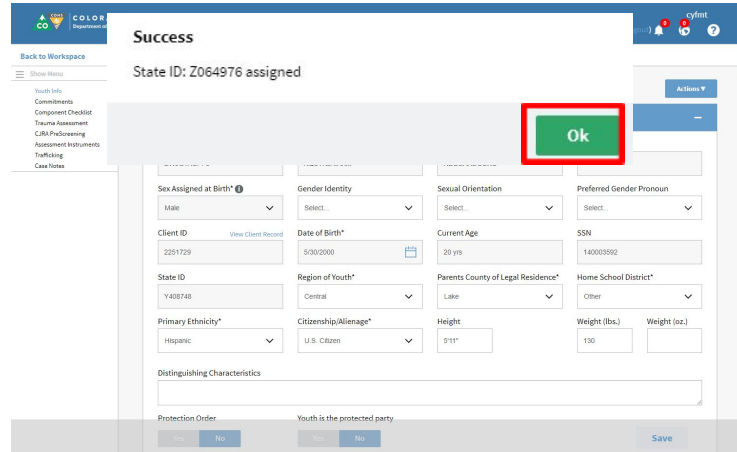 CDHS
CO
COLOR
Department of
cyfmt
out)
?
Success
State ID: Z064976 assigned
Ok
Back to Workspace
Show Menu
Youth Info
Commitments
Component Checklist
Trauma Assessment
CJRA PreScreening
Assessment Instruments
Trafficking
Case Notes
Actions
Sex Assigned at Birth* Gender Identity Sexual Orientation Preferred Gender Pronoun
Male Select... Select... Select...
Client ID View Client Record Date of Birth* Current Age SSN
2251729 5/30/2000 20 yrs 140003592
State ID Region of Youth* Parents County of Legal Residence* Home School District*
Y408748 Central Lake Other
Primary Ethnicity* Citizenship/Alienage* Height Weight (lbs.) Weight (oz.)
Hispanic U.S. Citizen 5'11" 130
Distinguishing Characteristics
Protection Order Youth is the protected party
Yes No Yes No Save